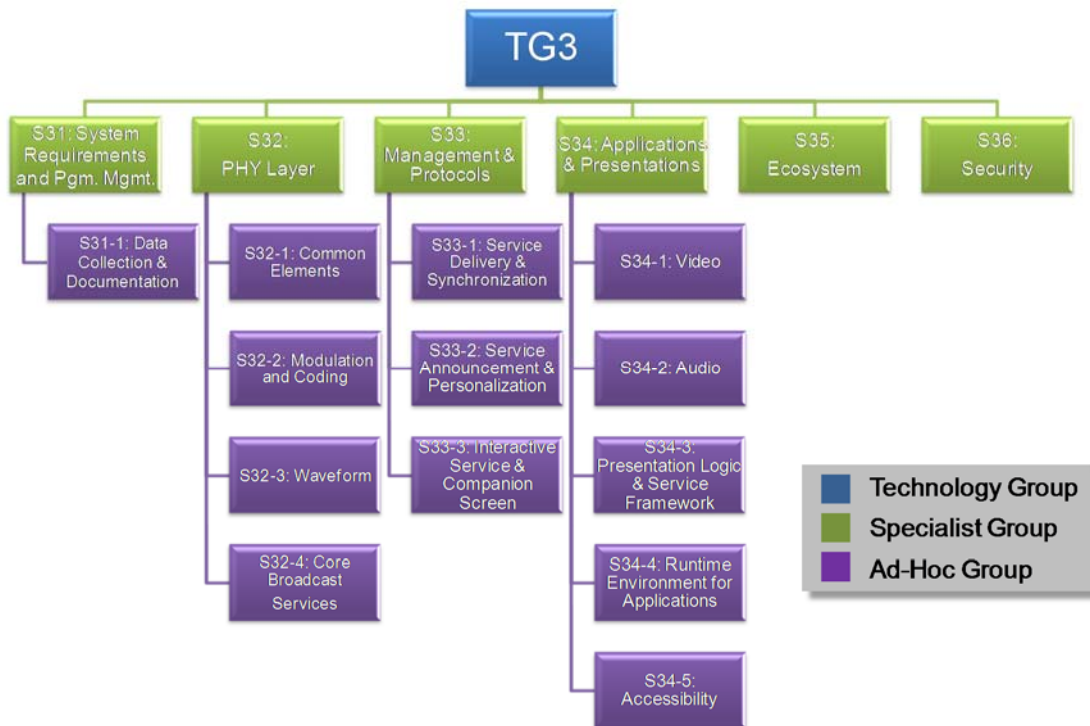 TG3
S31: System
Requirements
and Pgm. Mgmt.
S32:
PHY Layer
S33:
Management &
Protocols
S34: Applications
& Presentations
S35:
Ecosystem
S36:
Security
S31-1: Data
Collection &
Documentation
S32-1: Common
Elements
S33-1: Service
Delivery &
Synchronization
S34-1: Video
S32-2: Modulation
and Coding
S33-2: Service
Announcement &
Personalization
S34-2: Audio
S32-3: Waveform
S33-3: Interactive
Service &
Companion
Screen
S34-3:
Presentation Logic
& Service
Framework
S32-4: Core
Broadcast
Services
S34-4: Runtime
Environment for
Applications
S34-5:
Accessibility
Technology Group
Specialist Group
Ad-Hoc Group